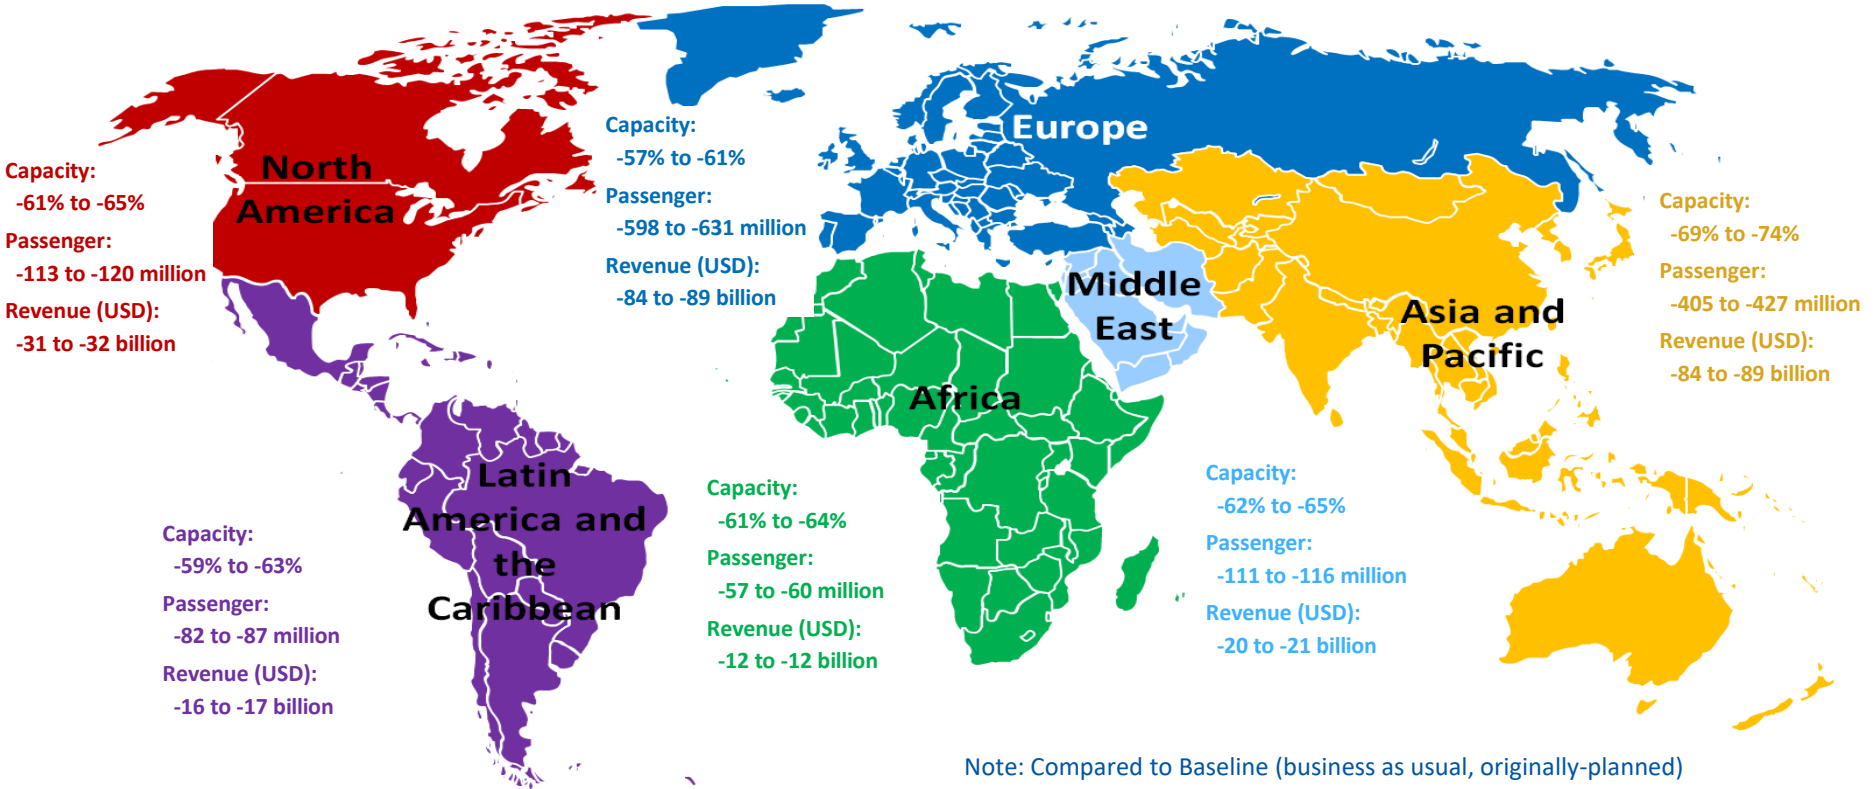 North
America
Capacity:
-61% to -65%
Passenger:
-113 to -120 million
Revenue (USD):
-31 to -32 billion
Europe
Capacity:
-57% to -61%
Passenger:
-598 to -631 million
Revenue (USD):
-84 to -89 billion
Asia and
Pacific
Capacity:
-69% to -74%
Passenger:
-405 to -427 million
Revenue (USD):
-84 to -89 billion
Latin
America and
the
Caribbean
Capacity:
-59% to -63%
Passenger:
-82 to -87 million
Revenue (USD):
-16 to -17 billion
Africa
Capacity:
-61% to -64%
Passenger:
-57 to -60 million
Revenue (USD):
-12 to -12 billion
Middle
East
Capacity:
-62% to -65%
Passenger:
-111 to -116 million
Revenue (USD):
-20 to -21 billion
Note: Compared to Baseline (business as usual, originally-planned)